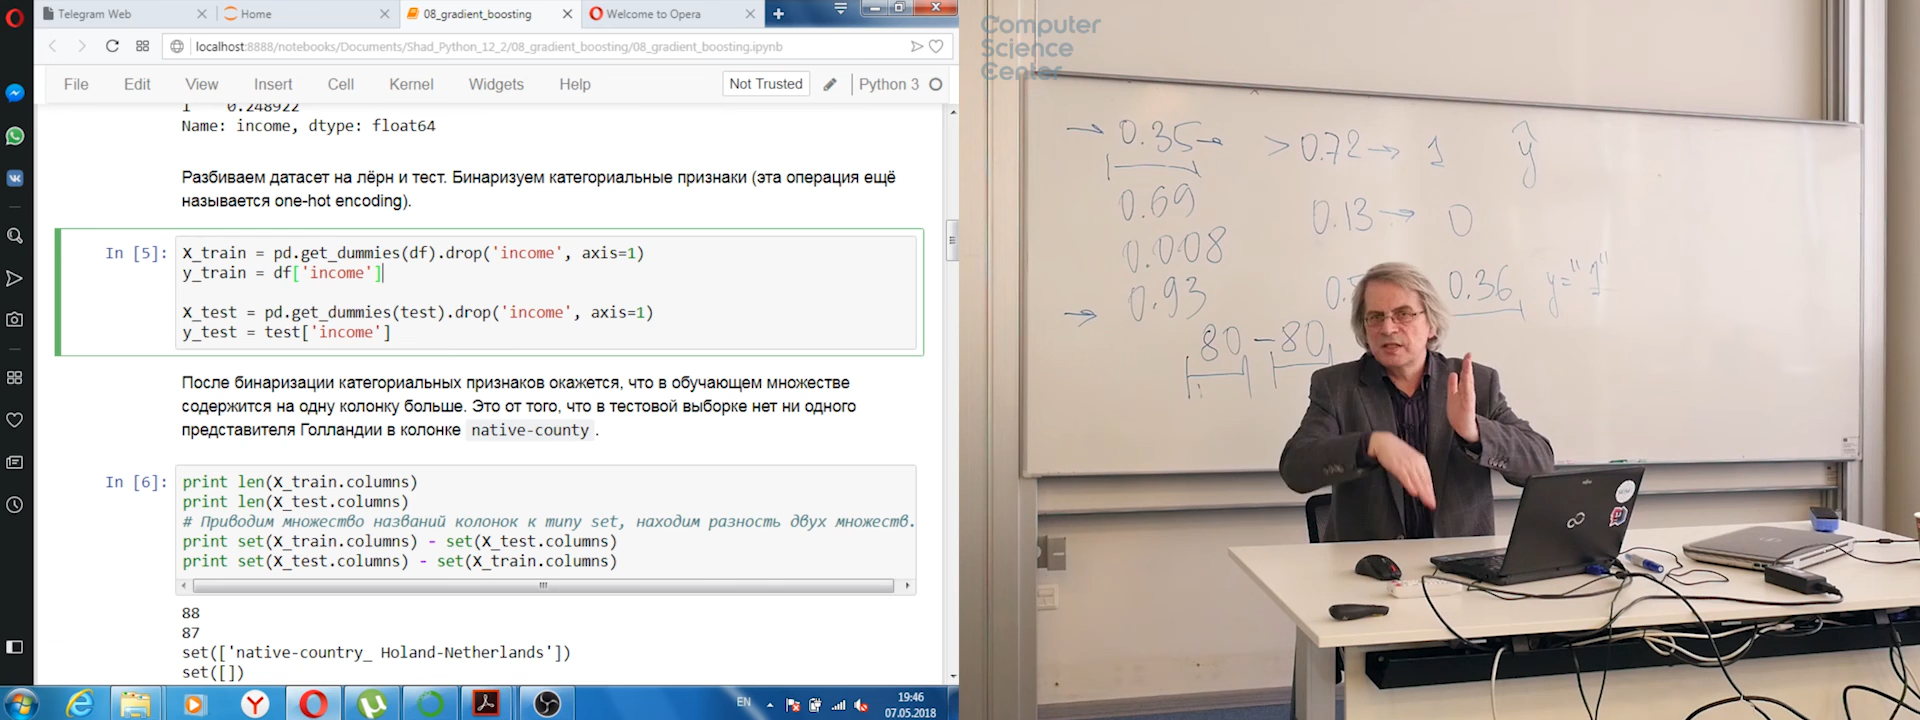 Telegram Web
Home
08_gradient_boosting
Welcome to Opera
localhost:8888/notebooks/Documents/Shad_Python_12_2/08_gradient_boosting/08_gradient_boosting.ipynb
File Edit View Insert Cell Kernel Widgets Help Not Trusted Python 3
1 0.248922
Name: income, dtype: float64
Разбиваем датасет на лёрн и тест. Бинаризуем категориальные признаки (эта операция ещё
называется one-hot encoding).
In [5]: X_train = pd.get_dummies(df).drop('income', axis=1)
y_train = df['income']
X_test = pd.get_dummies(test).drop('income', axis=1)
y_test = test['income']
После бинаризации категориальных признаков окажется, что в обучающем множестве
содержится на одну колонку больше. Это от того, что в тестовой выборке нет ни одного
представителя Голландии в колонке native-county .
In [6]: print len(X_train.columns)
print len(X_test.columns)
# Приводим множество названий колонок к типу set, находим разность двух множеств.
print set(X_train.columns) - set(X_test.columns)
print set(X_test.columns) - set(X_train.columns)
88
87
set(['native-country_ Holand-Netherlands'])
set([])
EN
19:46
07.05.2018
Computer
Science
Center
→ 0.35 → > 0.72 → 1 ŷ
0.69 0.13 → 0
0.008
→ 0.93 0.36 y="1"
80 - 80